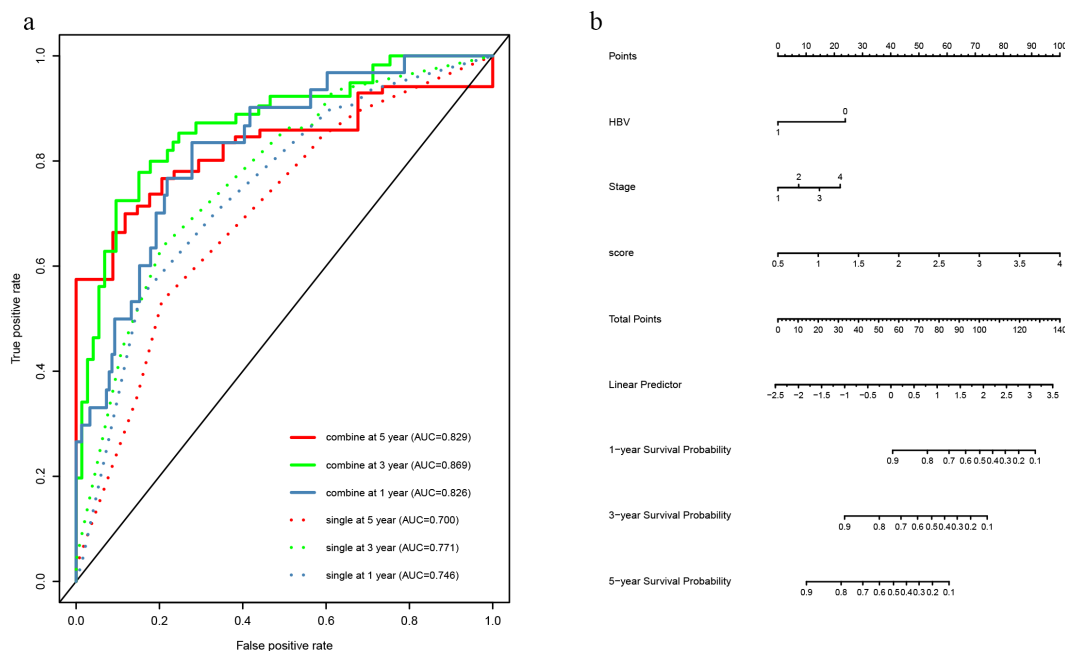 a
1.0
0.8
0.6
0.4
0.2
0.0
True positive rate
combine at 5 year (AUC=0.829)
combine at 3 year (AUC=0.869)
combine at 1 year (AUC=0.826)
single at 5 year (AUC=0.700)
single at 3 year (AUC=0.771)
single at 1 year (AUC=0.746)
0.0 0.2 0.4 0.6 0.8 1.0
False positive rate
b
0 10 20 30 40 50 60 70 80 90 100
Points
0
HBV
1
2 4
Stage
1 3
score
0.5 1 1.5 2 2.5 3 3.5 4
Total Points
0 10 20 30 40 50 60 70 80 90 100 120 140
Linear Predictor
−2.5 −2 −1.5 −1 −0.5 0 0.5 1 1.5 2 2.5 3 3.5
1−year Survival Probability
0.9 0.8 0.7 0.6 0.5 0.4 0.3 0.2 0.1
3−year Survival Probability
0.9 0.8 0.7 0.6 0.5 0.4 0.3 0.2 0.1
5−year Survival Probability
0.9 0.8 0.7 0.6 0.5 0.4 0.3 0.2 0.1